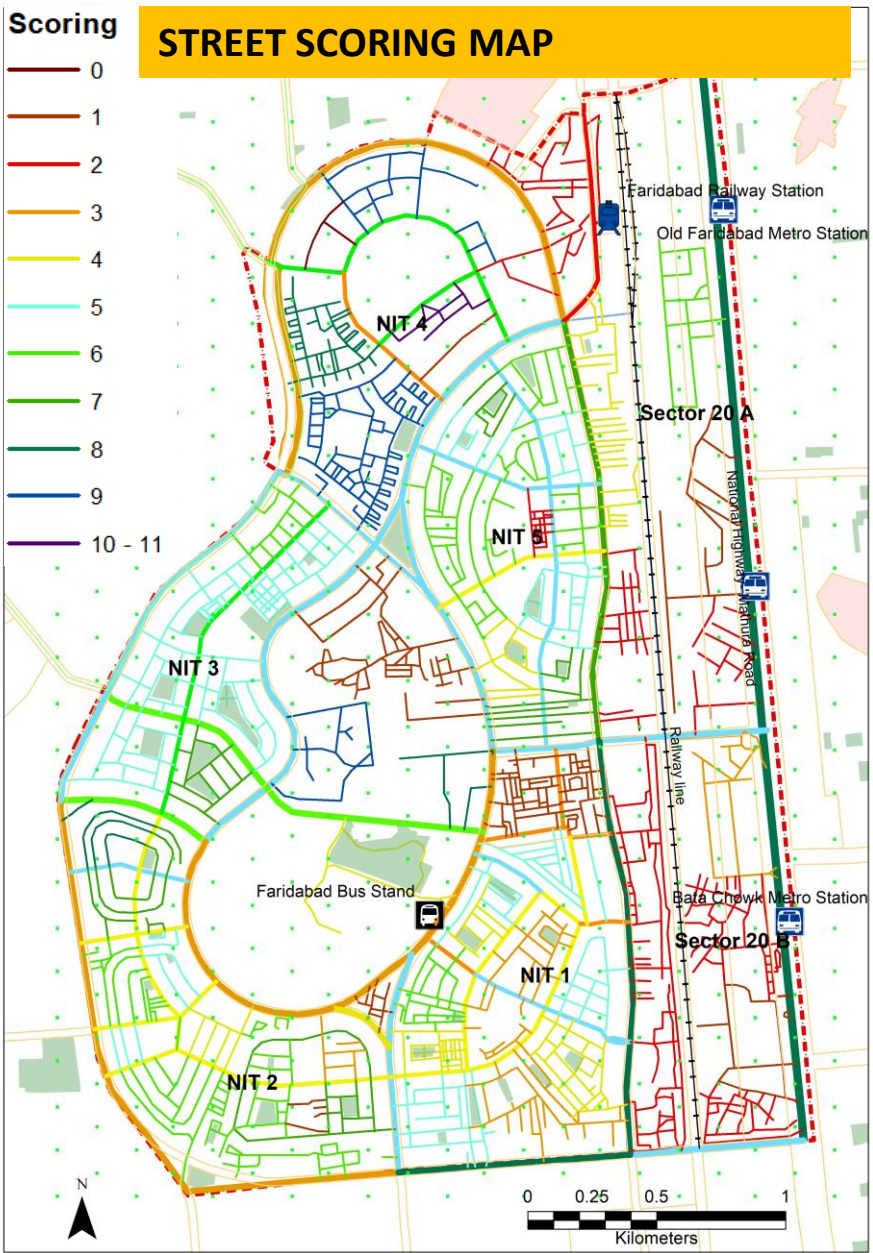 Scoring
STREET SCORING MAP
0
1
2
3
4
5
6
7
8
9
10 - 11
Faridabad Railway Station
Old Faridabad Metro Station
NIT 4
Sector 20 A
National Highway- Mathura Road
NIT 5
NIT 3
Railway line
Faridabad Bus Stand
Bata Chowk Metro Station
Sector 20 B
NIT 1
NIT 2
N
0 0.25 0.5 1
Kilometers